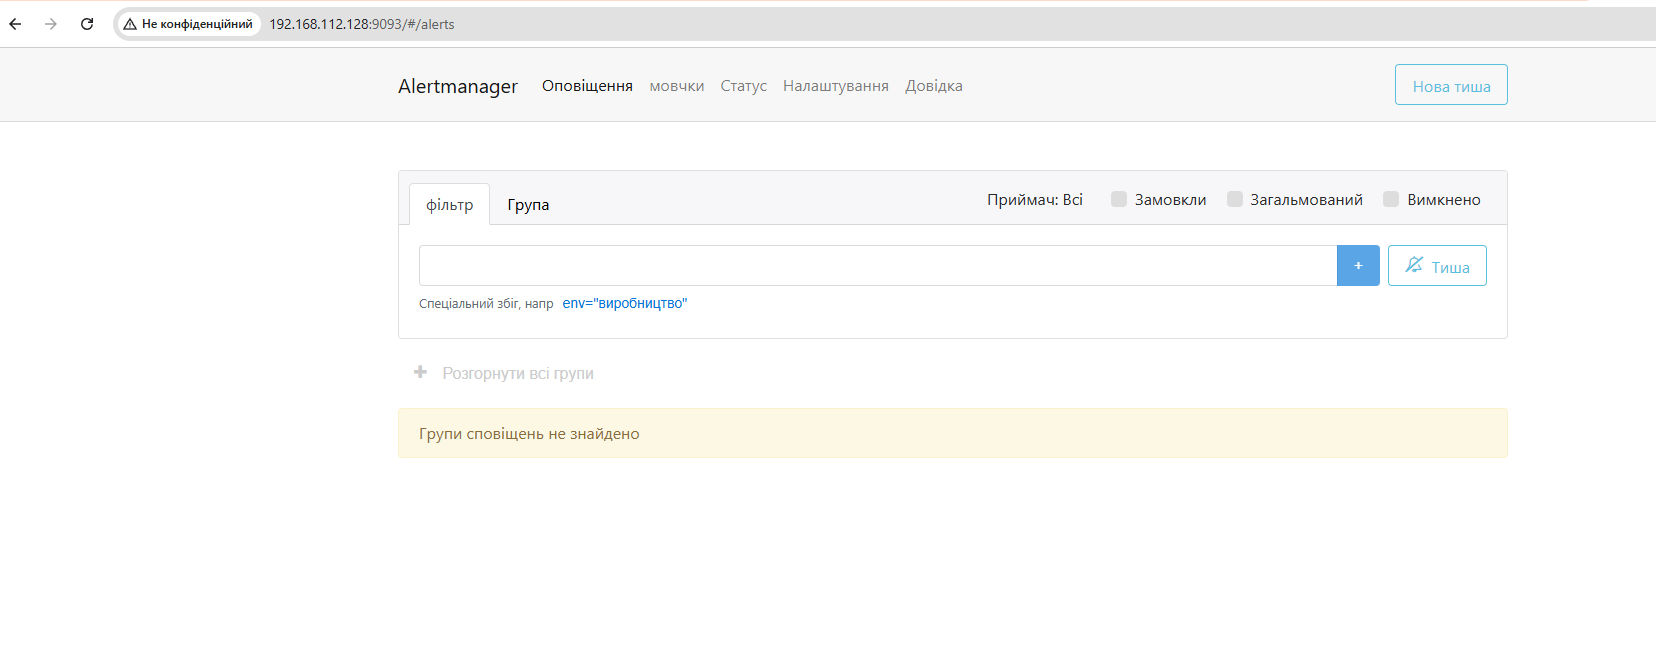 Не конфіденційний 192.168.112.128:9093/#/alerts
Alertmanager Оповіщення мовчки Статус Налаштування Довідка Нова тиша
фільтр Група Приймач: Всі Замовкли Загальмований Вимкнено
+ Тиша
Спеціальний збіг, напр env="виробництво"
+ Розгорнути всі групи
Групи сповіщень не знайдено